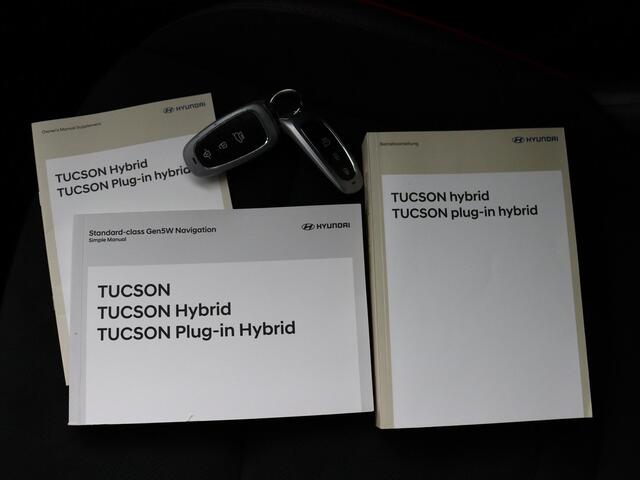 Owner's Manual Supplement
HYUNDAI
TUCSON Hybrid
TUCSON Plug-in hybrid
Standard-class Gen5W Navigation
Simple Manual
HYUNDAI
TUCSON
TUCSON Hybrid
TUCSON Plug-in Hybrid
Betriebsanleitung
HYUNDAI
TUCSON hybrid
TUCSON plug-in hybrid